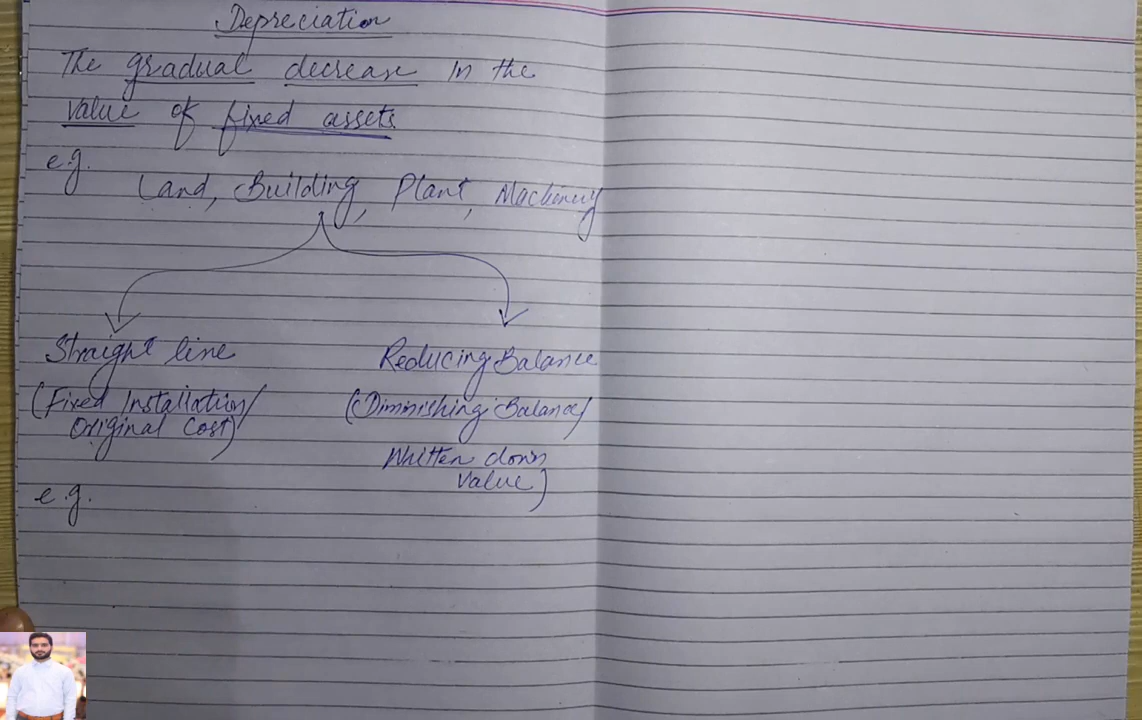 Depreciation
The gradual decrease in the
value of fixed assets.
e.g.
Land, Building, Plant, Machinery
Straight line
(Fixed Installation/
Original Cost)
Reducing Balance
(Diminishing Balance/
Written down
Value)
e.g.